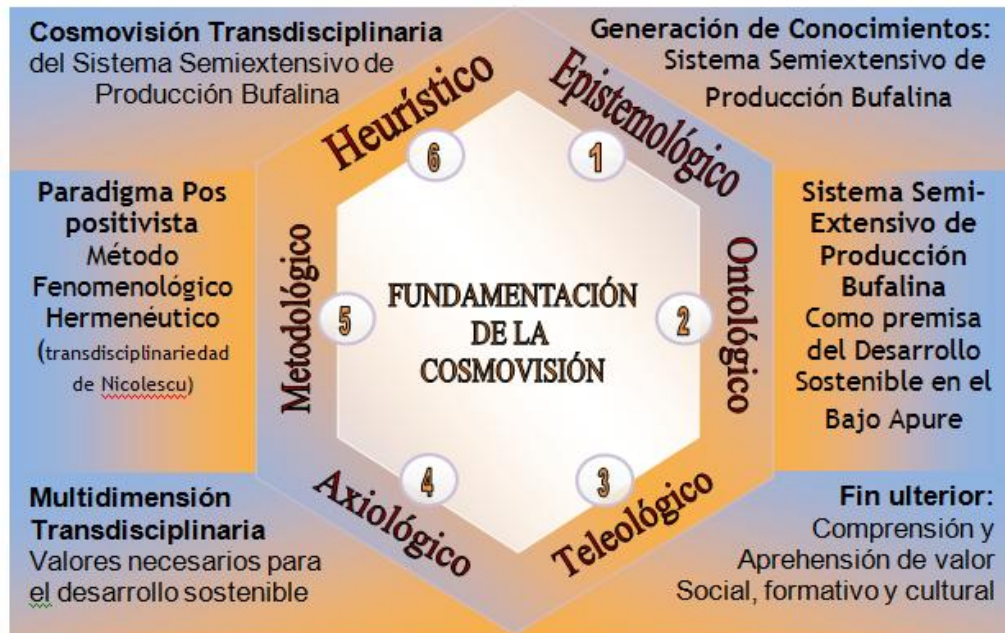 Cosmovisión Transdisciplinaria
del Sistema Semiextensivo de
Producción Bufalina
Generación de Conocimientos:
Sistema Semiextensivo de
Producción Bufalina
Heurístico
6
Epistemológico
1
Paradigma Pos
positivista
Método
Fenomenológico
Hermenéutico
(transdisciplinariedad
de Nicolescu)
Metodológico
5
FUNDAMENTACIÓN
DE LA
COSMOVISIÓN
2
Ontológico
Sistema Semi-
Extensivo de
Producción
Bufalina
Como premisa
del Desarrollo
Sostenible en el
Bajo Apure
4
Axiológico
3
Teleológico
Multidimensión
Transdisciplinaria
Valores necesarios para
el desarrollo sostenible
Fin ulterior:
Comprensión y
Aprehensión de valor
Social, formativo y cultural